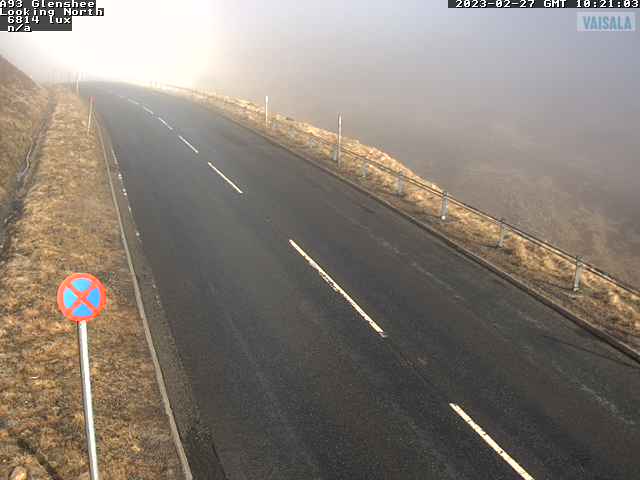 A93 Glenshee
Looking North
6814 lux
n/a
2023-02-27 GMT 10:21:03
VAISALA